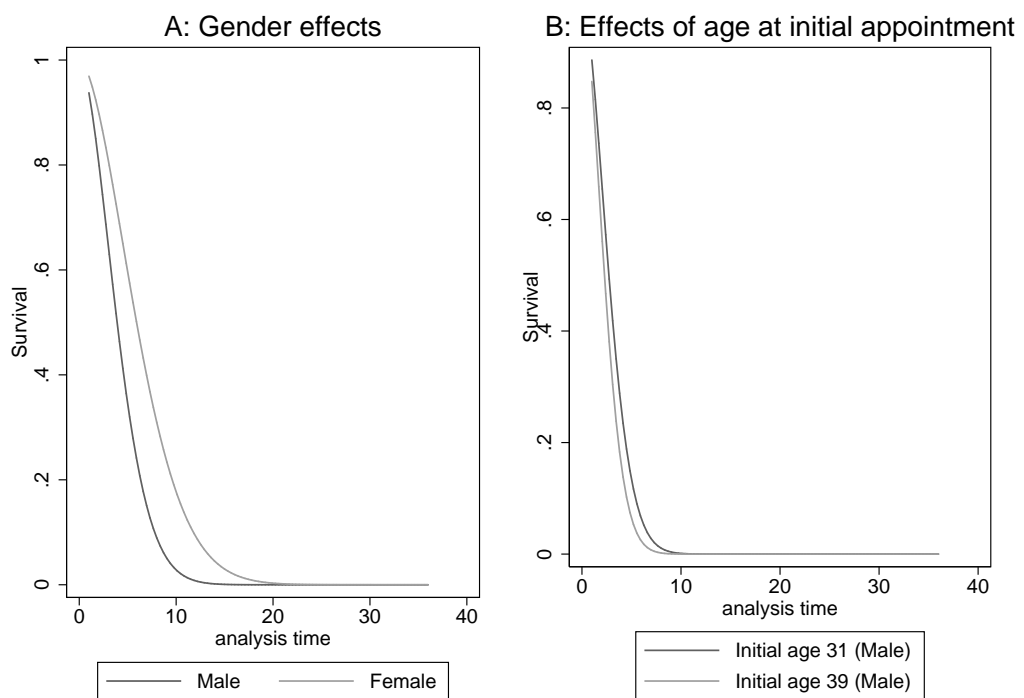 A: Gender effects
1
.8
.6
.4
.2
0
Survival
0 10 20 30 40
analysis time
Male Female
B: Effects of age at initial appointment
.8
.6
.4
.2
0
Survival
0 10 20 30 40
analysis time
Initial age 31 (Male)
Initial age 39 (Male)